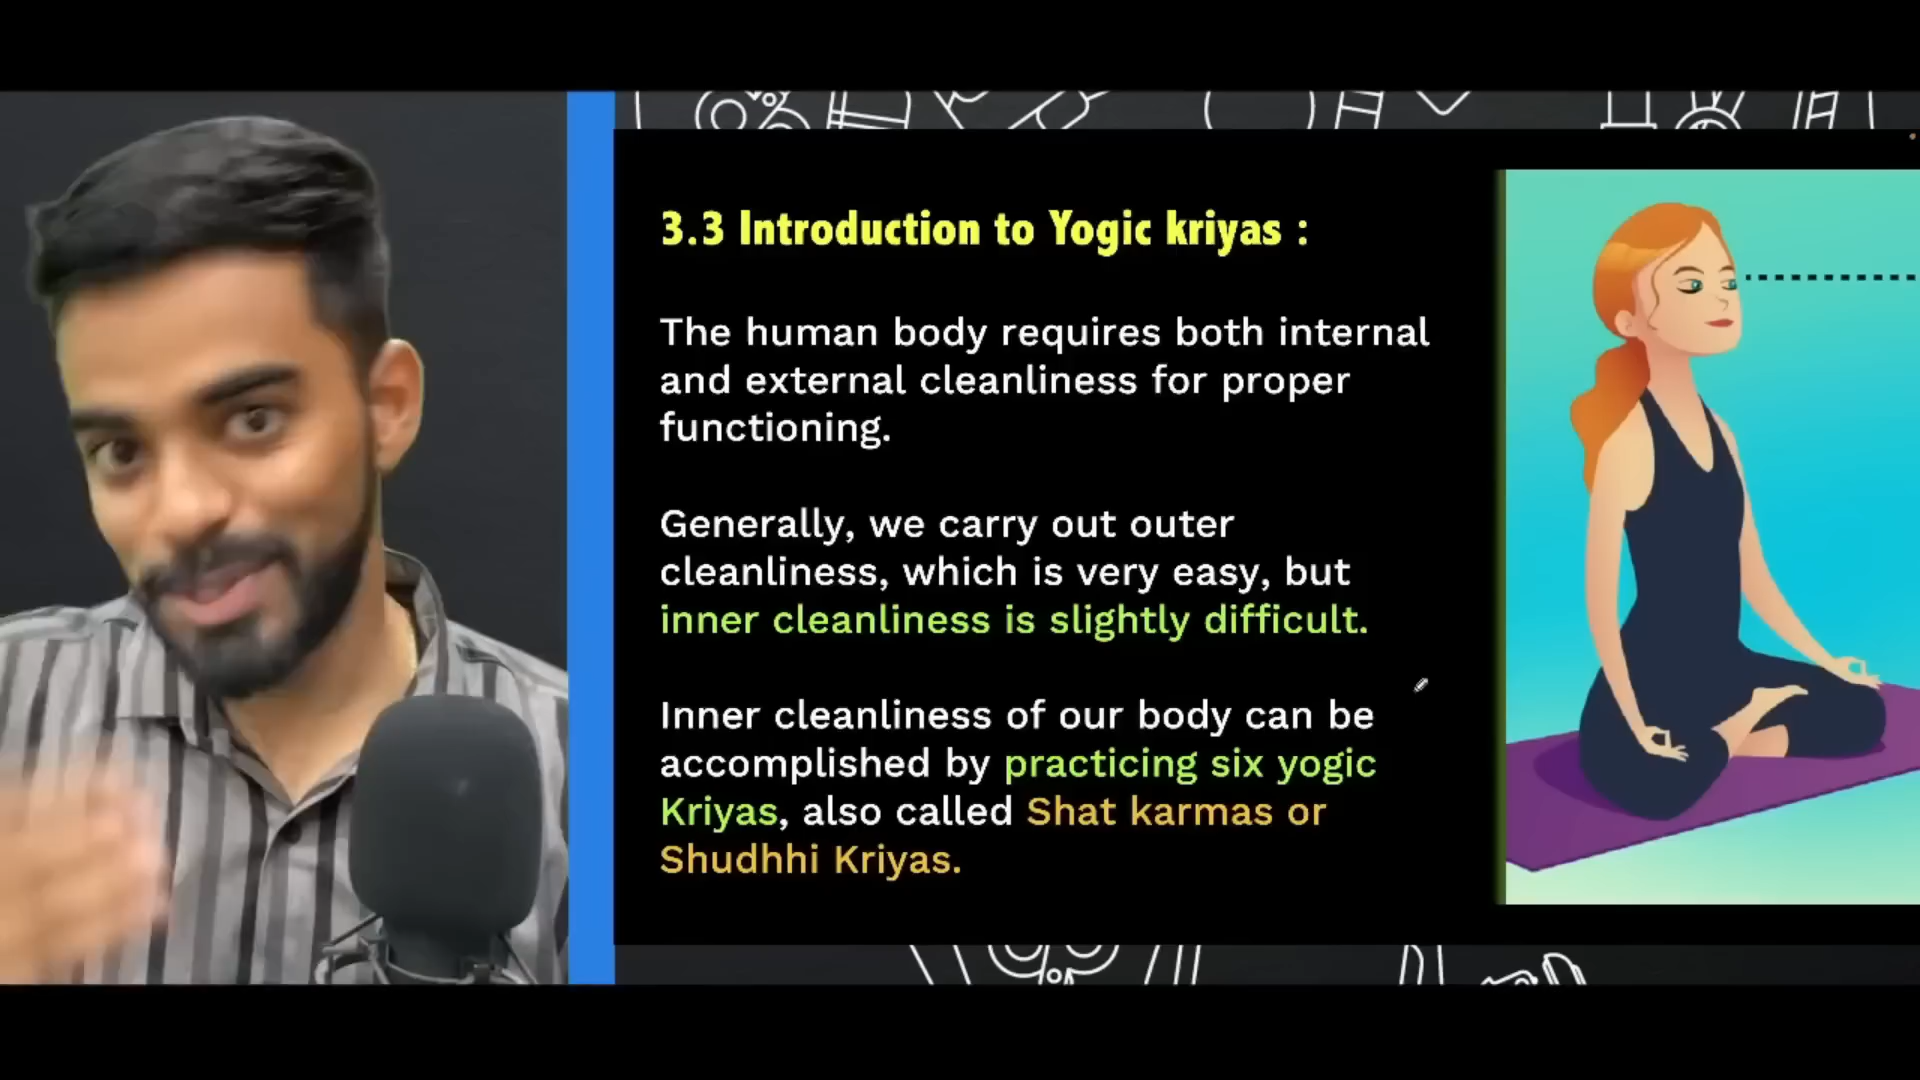 3.3 Introduction to Yogic kriyas :
The human body requires both internal
and external cleanliness for proper
functioning.
Generally, we carry out outer
cleanliness, which is very easy, but
inner cleanliness is slightly difficult.
Inner cleanliness of our body can be
accomplished by practicing six yogic
Kriyas, also called Shat karmas or
Shudhhi Kriyas.